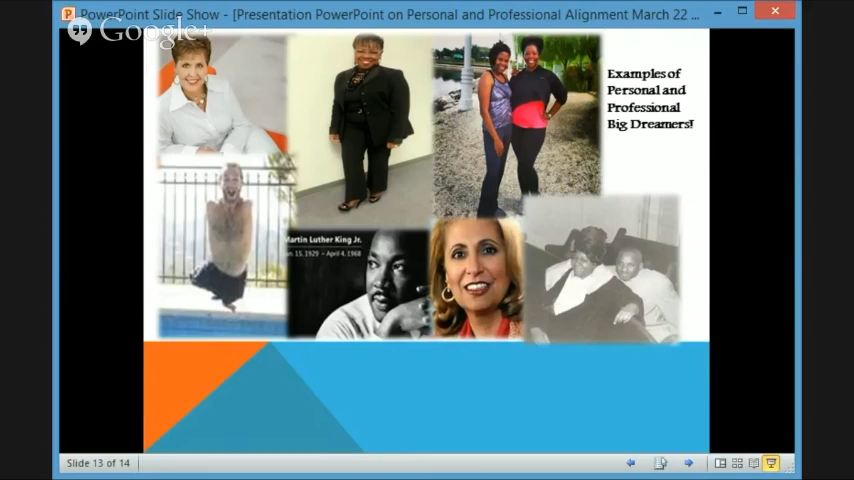 PowerPoint Slide Show - [Presentation PowerPoint on Personal and Professional Alignment March 22 ...
Google+
Examples of
Personal and
Professional
Big Dreamers!
Martin Luther King Jr.
Jan. 15, 1929 – April 4, 1968
Slide 13 of 14